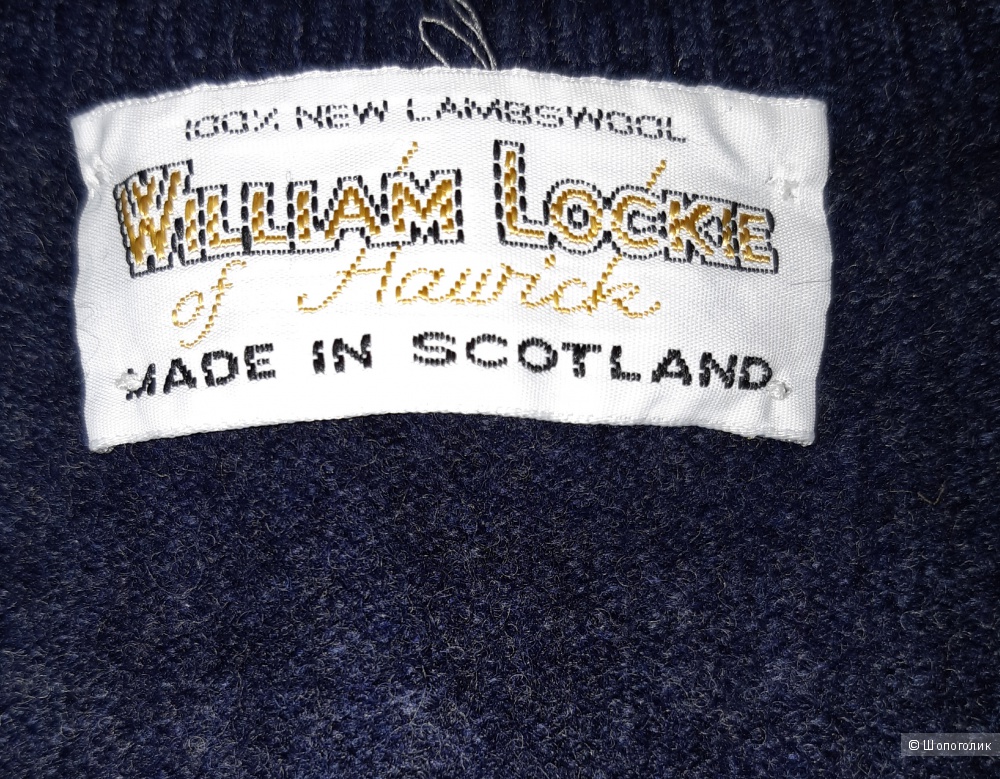 100% NEW LAMBSWOOL
WILLIAM LOCKIE
of Hawick
MADE IN SCOTLAND
© Шопоголик